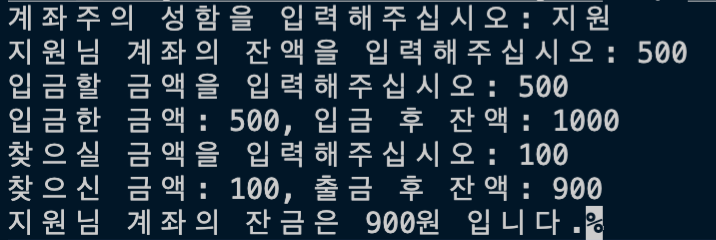 계좌주의 성함을 입력해주십시오: 지원
지원님 계좌의 잔액을 입력해주십시오: 500
입금할 금액을 입력해주십시오: 500
입금한 금액: 500, 입금 후 잔액: 1000
찾으실 금액을 입력해주십시오: 100
찾으신 금액: 100, 출금 후 잔액: 900
지원님 계좌의 잔금은 900원 입니다.%